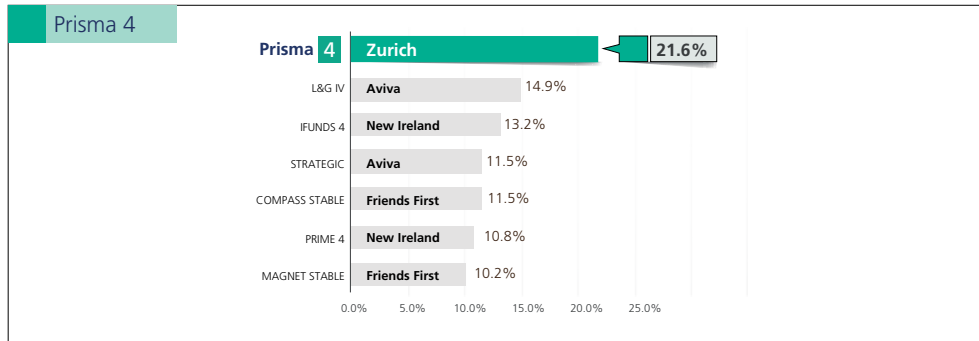 Prisma 4
Prisma 4 Zurich 21.6%
L&G IV Aviva 14.9%
IFUNDS 4 New Ireland 13.2%
STRATEGIC Aviva 11.5%
COMPASS STABLE Friends First 11.5%
PRIME 4 New Ireland 10.8%
MAGNET STABLE Friends First 10.2%
0.0% 5.0% 10.0% 15.0% 20.0% 25.0%